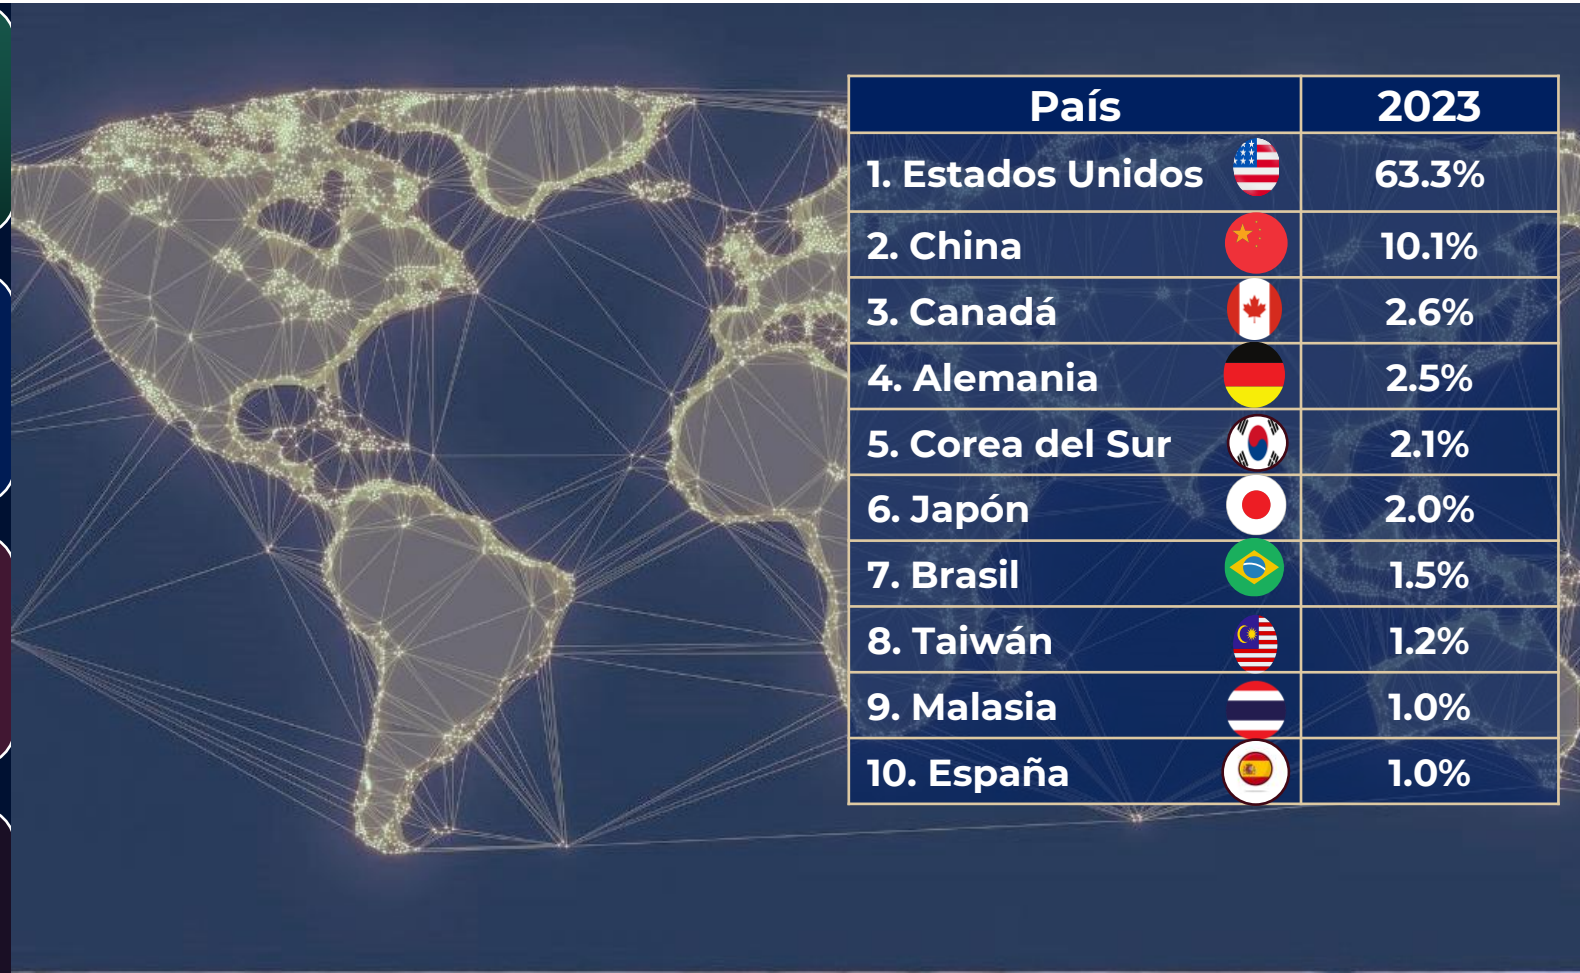 País 2023
1. Estados Unidos 63.3%
2. China 10.1%
3. Canadá 2.6%
4. Alemania 2.5%
5. Corea del Sur 2.1%
6. Japón 2.0%
7. Brasil 1.5%
8. Taiwán 1.2%
9. Malasia 1.0%
10. España 1.0%